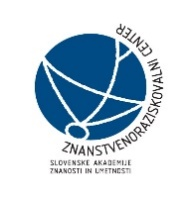 ZNANSTVENORAZISKOVALNI CENTER
SLOVENSKE AKADEMIJE
ZNANOSTI IN UMETNOSTI